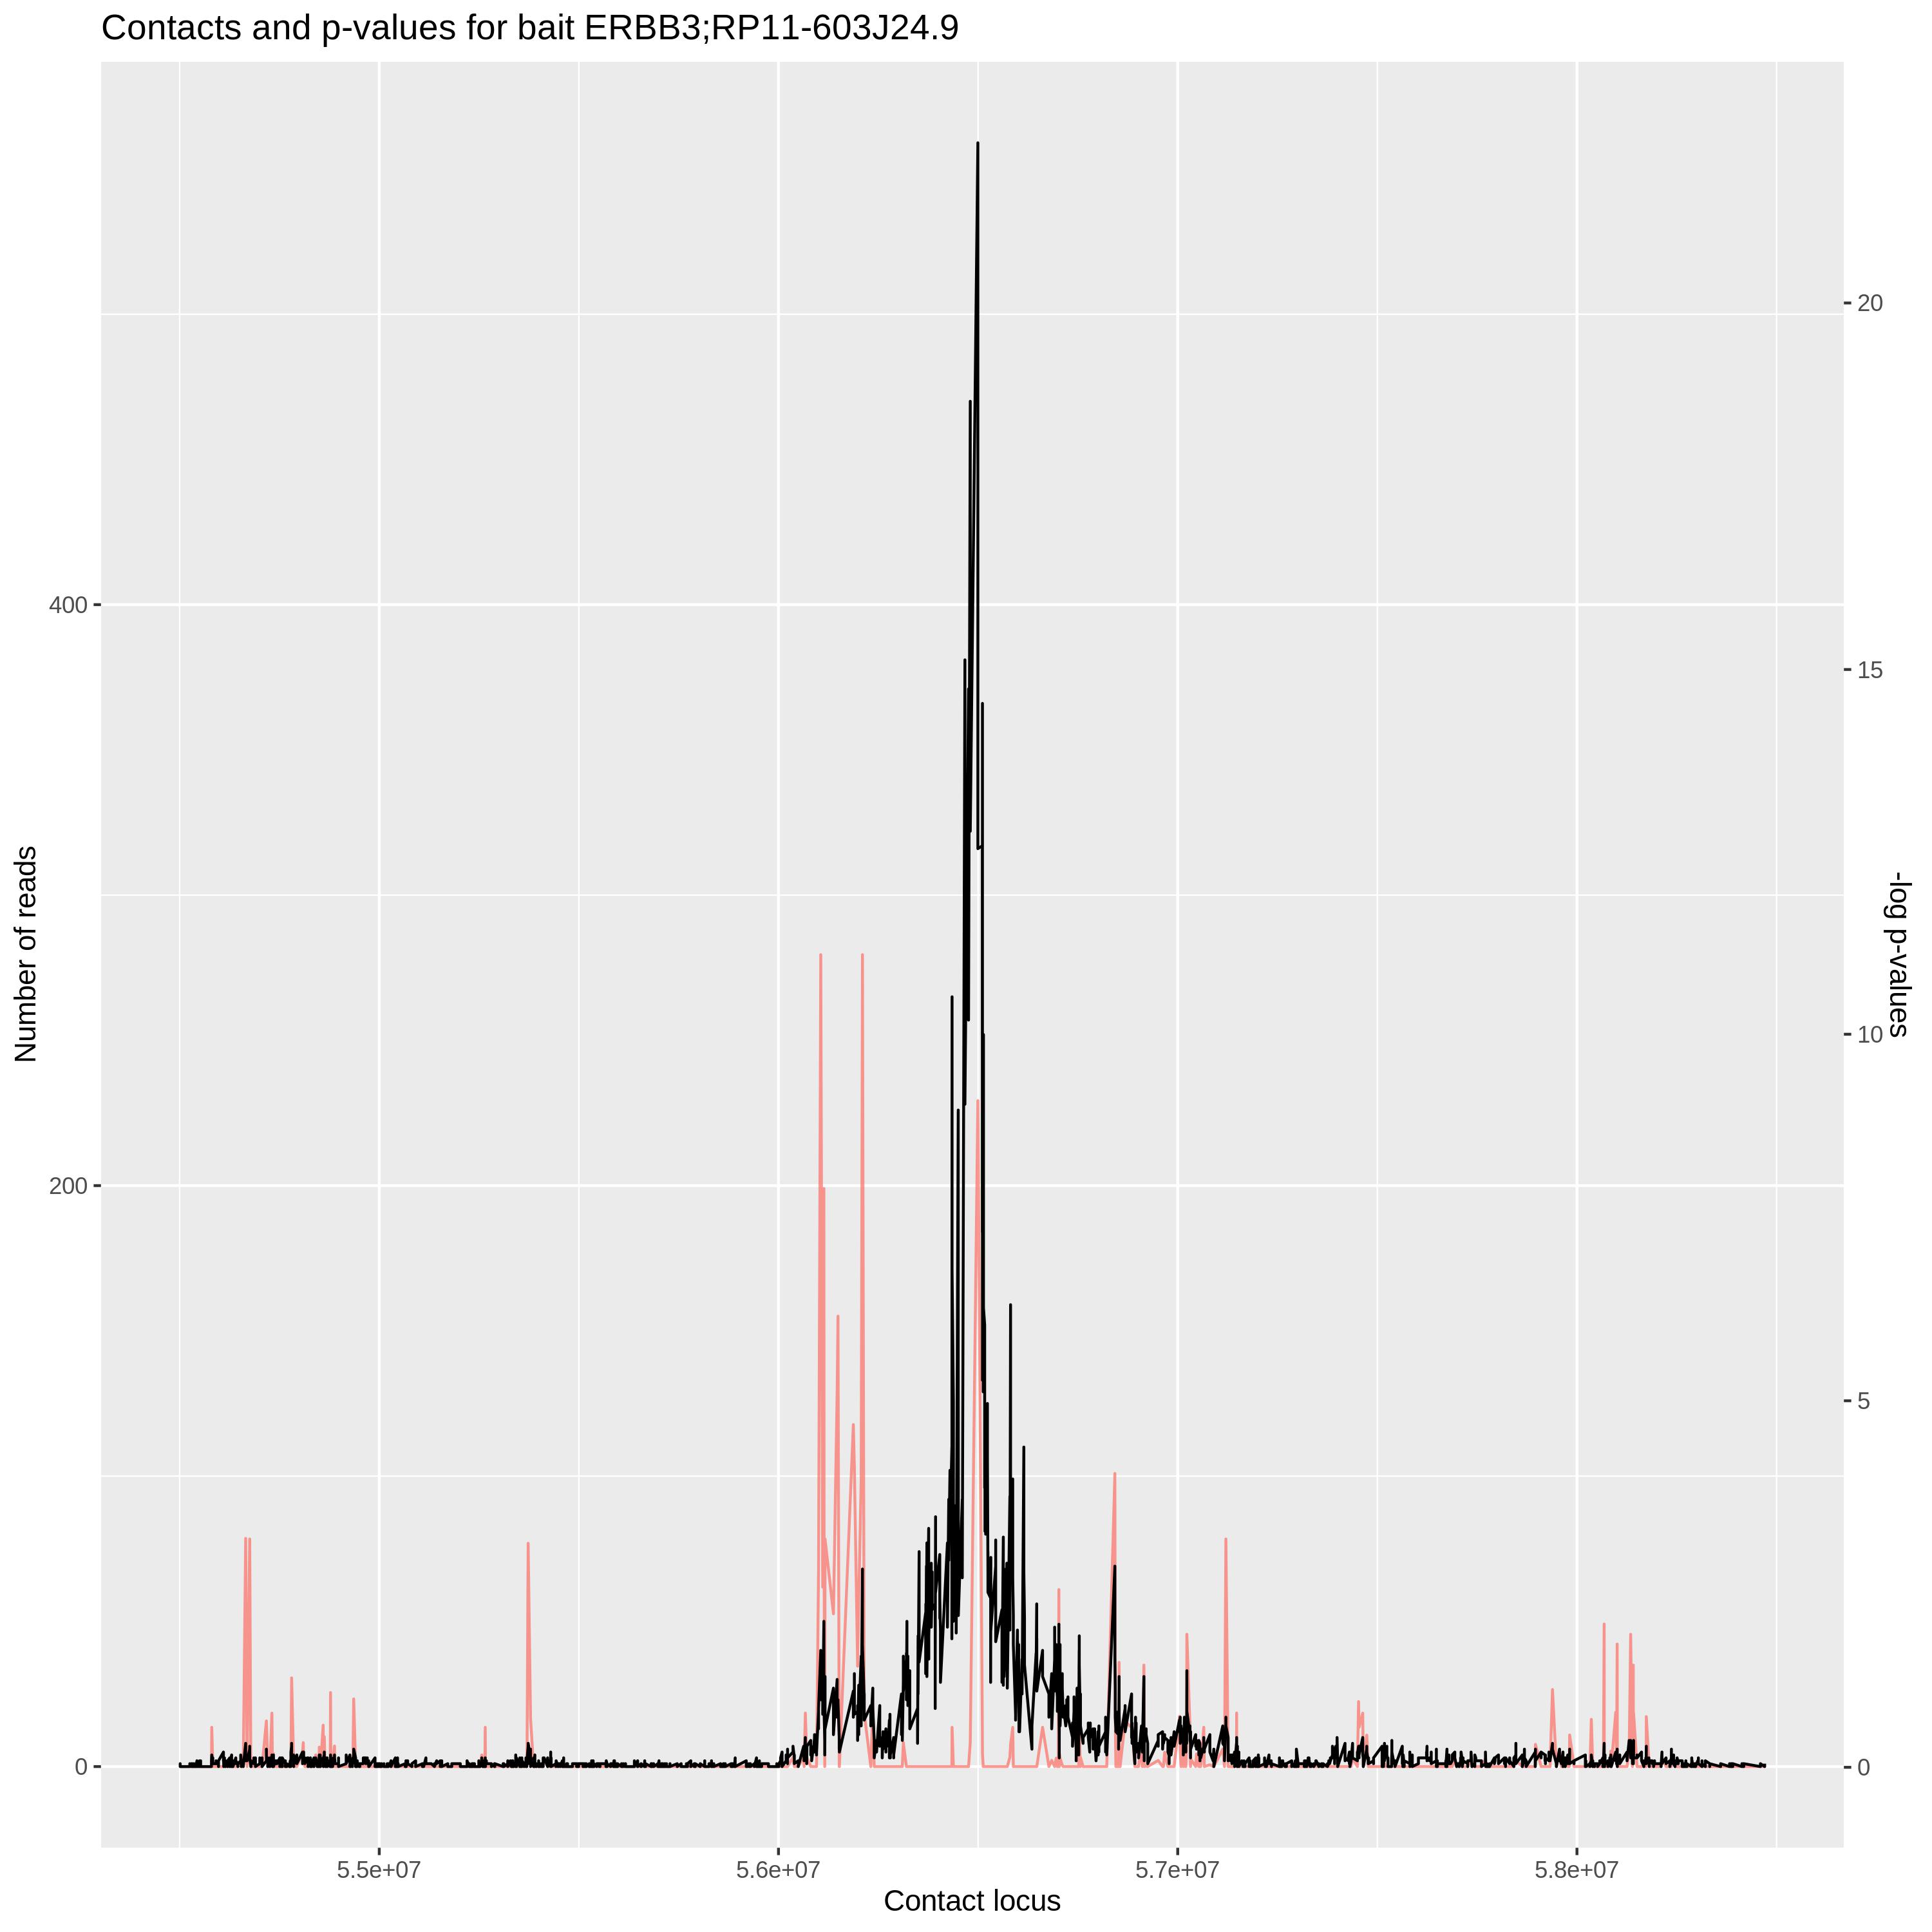 Contacts and p-values for bait ERBB3;RP11-603J24.9
Number of reads
400
200
0
20
15
10
5
0
-log p-values
5.5e+07 5.6e+07 5.7e+07 5.8e+07
Contact locus